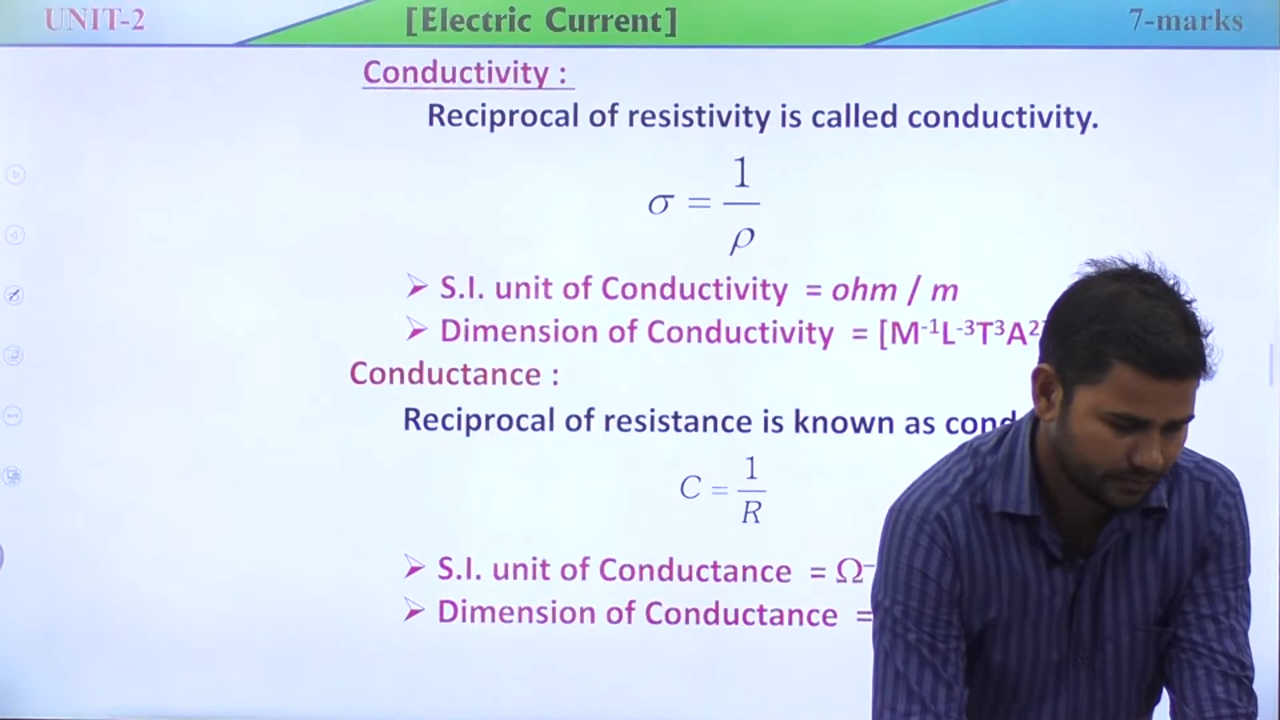 UNIT-2 [Electric Current] 7-marks
Conductivity :
Reciprocal of resistivity is called conductivity.
σ = 1/ρ
➢ S.I. unit of Conductivity = ohm / m
➢ Dimension of Conductivity = [M⁻¹L⁻³T³A²
Conductance :
Reciprocal of resistance is known as
C = 1/R
➢ S.I. unit of Conductance = Ω⁻
➢ Dimension of Conductance =